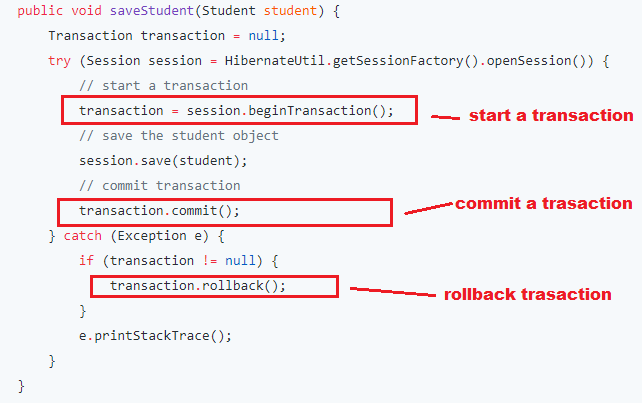 public void saveStudent(Student student) {
Transaction transaction = null;
try (Session session = HibernateUtil.getSessionFactory().openSession()) {
// start a transaction
transaction = session.beginTransaction();
start a transaction
// save the student object
session.save(student);
// commit transaction
transaction.commit();
commit a trasaction
} catch (Exception e) {
if (transaction != null) {
transaction.rollback();
rollback trasaction
}
e.printStackTrace();
}
}